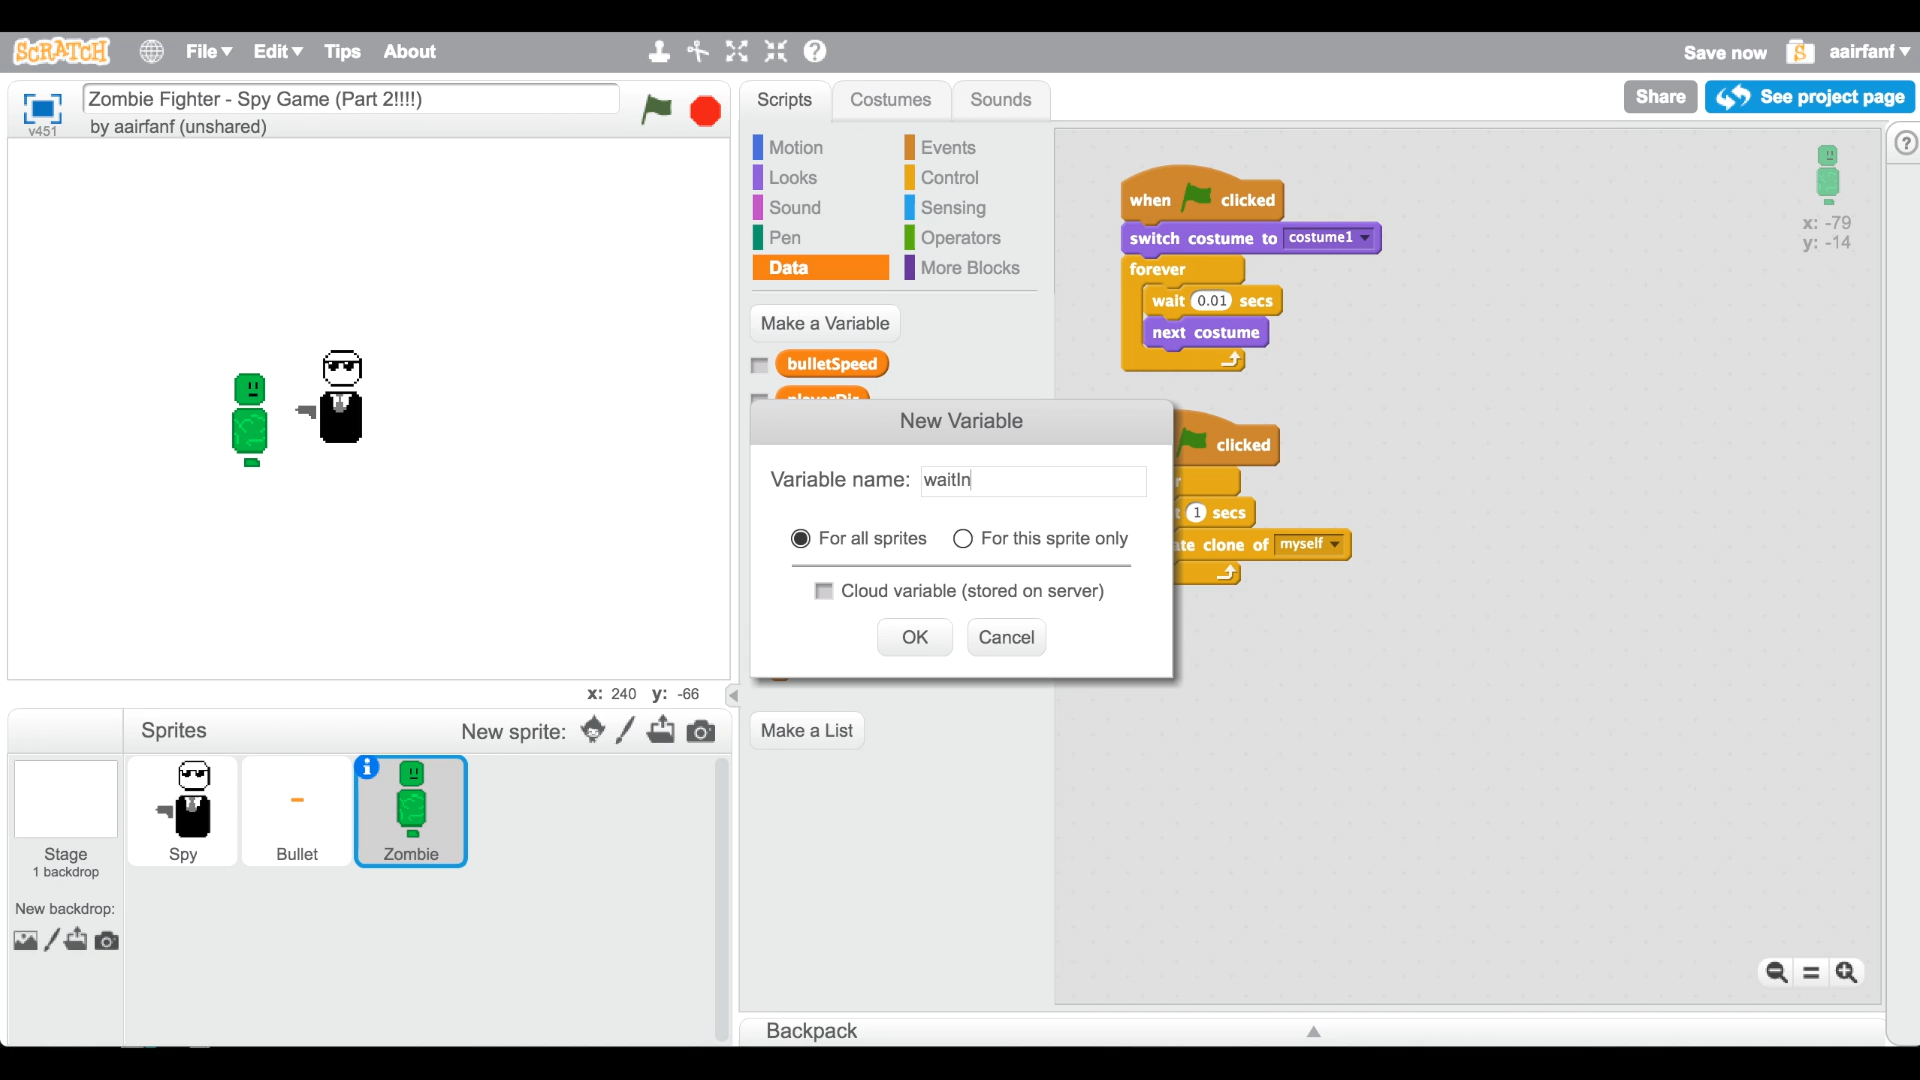 SCRATCH File Edit Tips About Save now aairfanf
v451
Zombie Fighter - Spy Game (Part 2!!!!)
by aairfanf (unshared)
Scripts Costumes Sounds
Share See project page
Motion Events
Looks Control
Sound Sensing
Pen Operators
Data More Blocks
Make a Variable
bulletSpeed
playerDir
when clicked
switch costume to costume1
forever
wait 0.01 secs
next costume
x: -79
y: -14
New Variable
Variable name: waitIn
For all sprites For this sprite only
Cloud variable (stored on server)
OK Cancel
clicked
1 secs
clone of myself
x: 240 y: -66
Sprites New sprite:
Make a List
Spy Bullet Zombie
Stage
1 backdrop
New backdrop:
Backpack